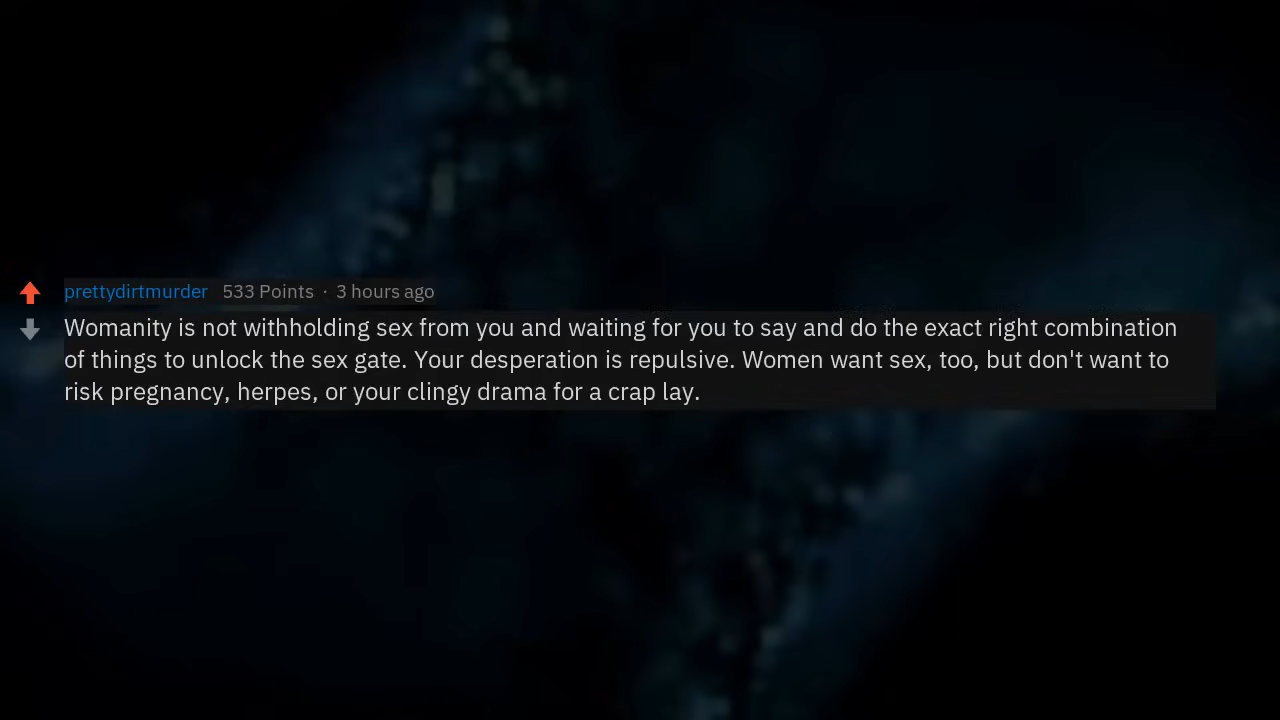 prettydirtmurder 533 Points · 3 hours ago
Womanity is not withholding sex from you and waiting for you to say and do the exact right combination
of things to unlock the sex gate. Your desperation is repulsive. Women want sex, too, but don't want to
risk pregnancy, herpes, or your clingy drama for a crap lay.